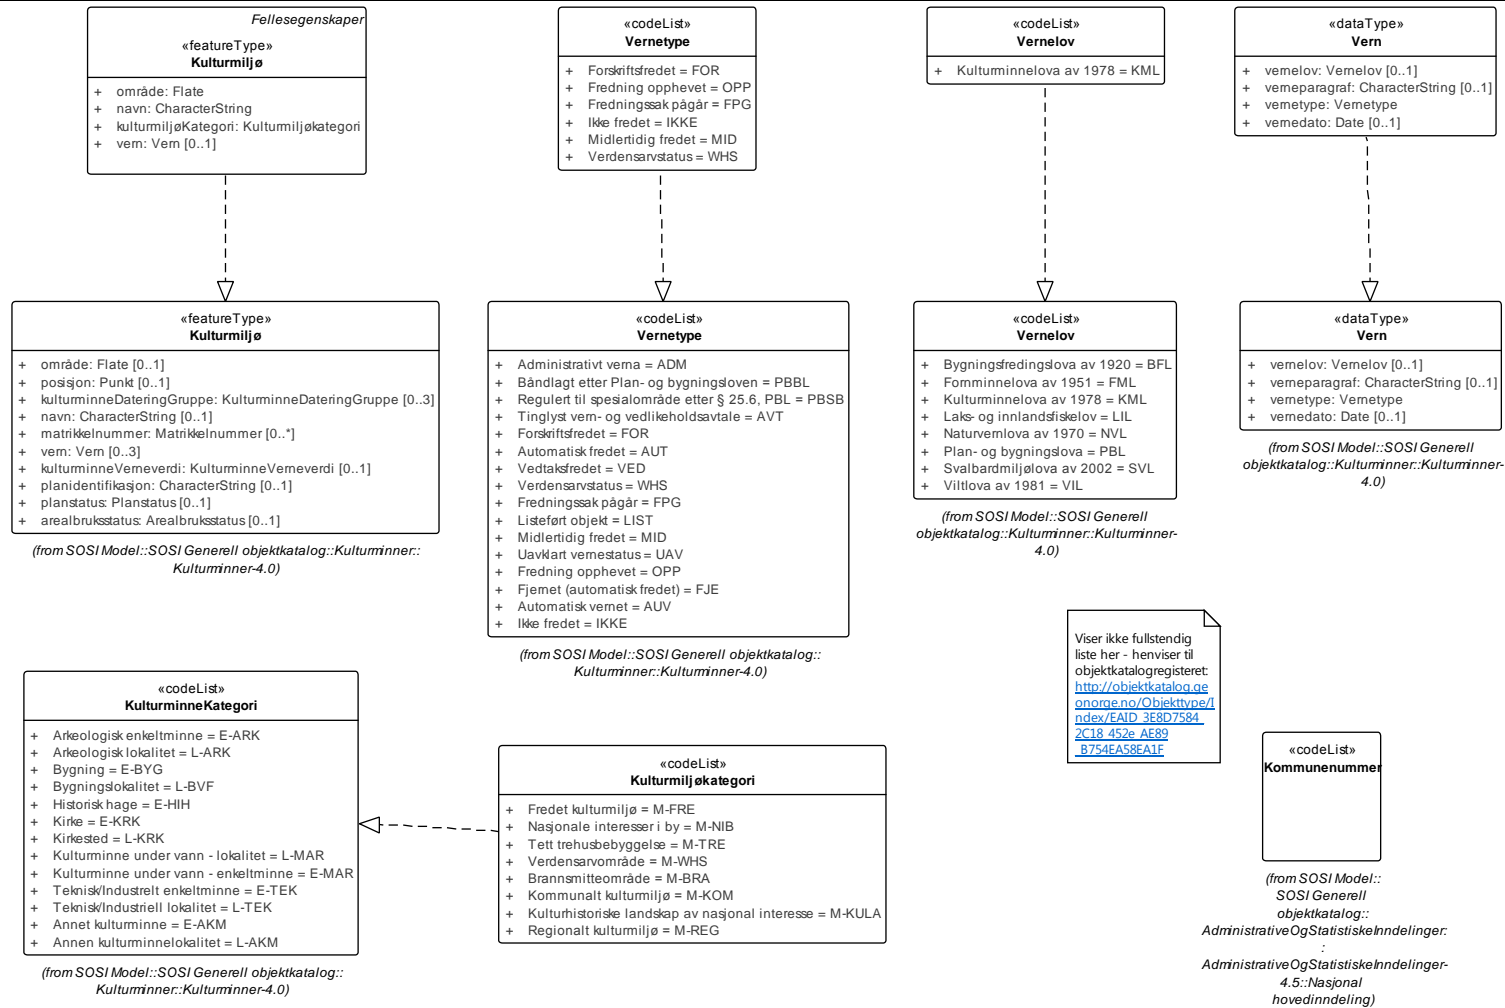 Fellesegenskaper
«featureType»
Kulturmiljø
+ område: Flate
+ navn: CharacterString
+ kulturmiljøKategori: Kulturmiljøkategori
+ vern: Vern [0..1]
«codeList»
Vernetype
+ Forskriftsfredet = FOR
+ Fredning opphevet = OPP
+ Fredningssak pågår = FPG
+ Ikke fredet = IKKE
+ Midlertidig fredet = MID
+ Verdensarvstatus = WHS
«codeList»
Vernelov
+ Kulturminnelova av 1978 = KML
«dataType»
Vern
+ vernelov: Vernelov [0..1]
+ verneparagraf: CharacterString [0..1]
+ vernetype: Vernetype
+ vernedato: Date [0..1]
«featureType»
Kulturmiljø
+ område: Flate [0..1]
+ posisjon: Punkt [0..1]
+ kulturminneDateringGruppe: KulturminneDateringGruppe [0..3]
+ navn: CharacterString [0..1]
+ matrikkelnummer: Matrikkelnummer [0..*]
+ vern: Vern [0..3]
+ kulturminneVerneverdi: KulturminneVerneverdi [0..1]
+ planidentifikasjon: CharacterString [0..1]
+ planstatus: Planstatus [0..1]
+ arealbruksstatus: Arealbruksstatus [0..1]
(from SOSI Model::SOSI Generell objektkatalog::Kulturminner::
Kulturminner-4.0)
«codeList»
Vernetype
+ Administrativt verna = ADM
+ Båndlagt etter Plan- og bygningsloven = PBBL
+ Regulert til spesialområde etter § 25.6, PBL = PBSB
+ Tinglyst vern- og vedlikeholdsavtale = AVT
+ Forskriftsfredet = FOR
+ Automatisk fredet = AUT
+ Vedtaksfredet = VED
+ Verdensarvstatus = WHS
+ Fredningssak pågår = FPG
+ Listeført objekt = LIST
+ Midlertidig fredet = MID
+ Uavklart vernestatus = UAV
+ Fredning opphevet = OPP
+ Fjernet (automatisk fredet) = FJE
+ Automatisk vernet = AUV
+ Ikke fredet = IKKE
(from SOSI Model::SOSI Generell objektkatalog::
Kulturminner::Kulturminner-4.0)
«codeList»
Vernelov
+ Bygningsfredingslova av 1920 = BFL
+ Fornminnelova av 1951 = FML
+ Kulturminnelova av 1978 = KML
+ Laks- og innlandsfiskelov = LIL
+ Naturvernlova av 1970 = NVL
+ Plan- og bygningslova = PBL
+ Svalbardmiljølova av 2002 = SVL
+ Viltlova av 1981 = VIL
(from SOSI Model::SOSI Generell
objektkatalog::Kulturminner::Kulturminner-
4.0)
«dataType»
Vern
+ vernelov: Vernelov [0..1]
+ verneparagraf: CharacterString [0..1]
+ vernetype: Vernetype
+ vernedato: Date [0..1]
(from SOSI Model::SOSI Generell
objektkatalog::Kulturminner::Kulturminner-
4.0)
Viser ikke fullstendig
liste her - henviser til
objektkatalogregisteret:
http://objektkatalog.ge
onorge.no/Objekttype/I
ndex/EAID_3E8D7584_
2C18_452e_AE89
_B754EA58EA1F
«codeList»
KulturminneKategori
+ Arkeologisk enkeltminne = E-ARK
+ Arkeologisk lokalitet = L-ARK
+ Bygning = E-BYG
+ Bygningslokalitet = L-BVF
+ Historisk hage = E-HIH
+ Kirke = E-KRK
+ Kirkested = L-KRK
+ Kulturminne under vann - lokalitet = L-MAR
+ Kulturminne under vann - enkeltminne = E-MAR
+ Teknisk/Industrelt enkeltminne = E-TEK
+ Teknisk/Industriell lokalitet = L-TEK
+ Annet kulturminne = E-AKM
+ Annen kulturminnelokalitet = L-AKM
(from SOSI Model::SOSI Generell objektkatalog::
Kulturminner::Kulturminner-4.0)
«codeList»
Kulturmiljøkategori
+ Fredet kulturmiljø = M-FRE
+ Nasjonale interesser i by = M-NIB
+ Tett trehusbebyggelse = M-TRE
+ Verdensarvområde = M-WHS
+ Brannsmitteområde = M-BRA
+ Kommunalt kulturmiljø = M-KOM
+ Kulturhistoriske landskap av nasjonal interesse = M-KULA
+ Regionalt kulturmiljø = M-REG
«codeList»
Kommunenummer
(from SOSI Model::
SOSI Generell
objektkatalog::
AdministrativeOgStatistiskeInndelinger:
:
AdministrativeOgStatistiskeInndelinger-
4.5::Nasjonal
hovedinndeling)